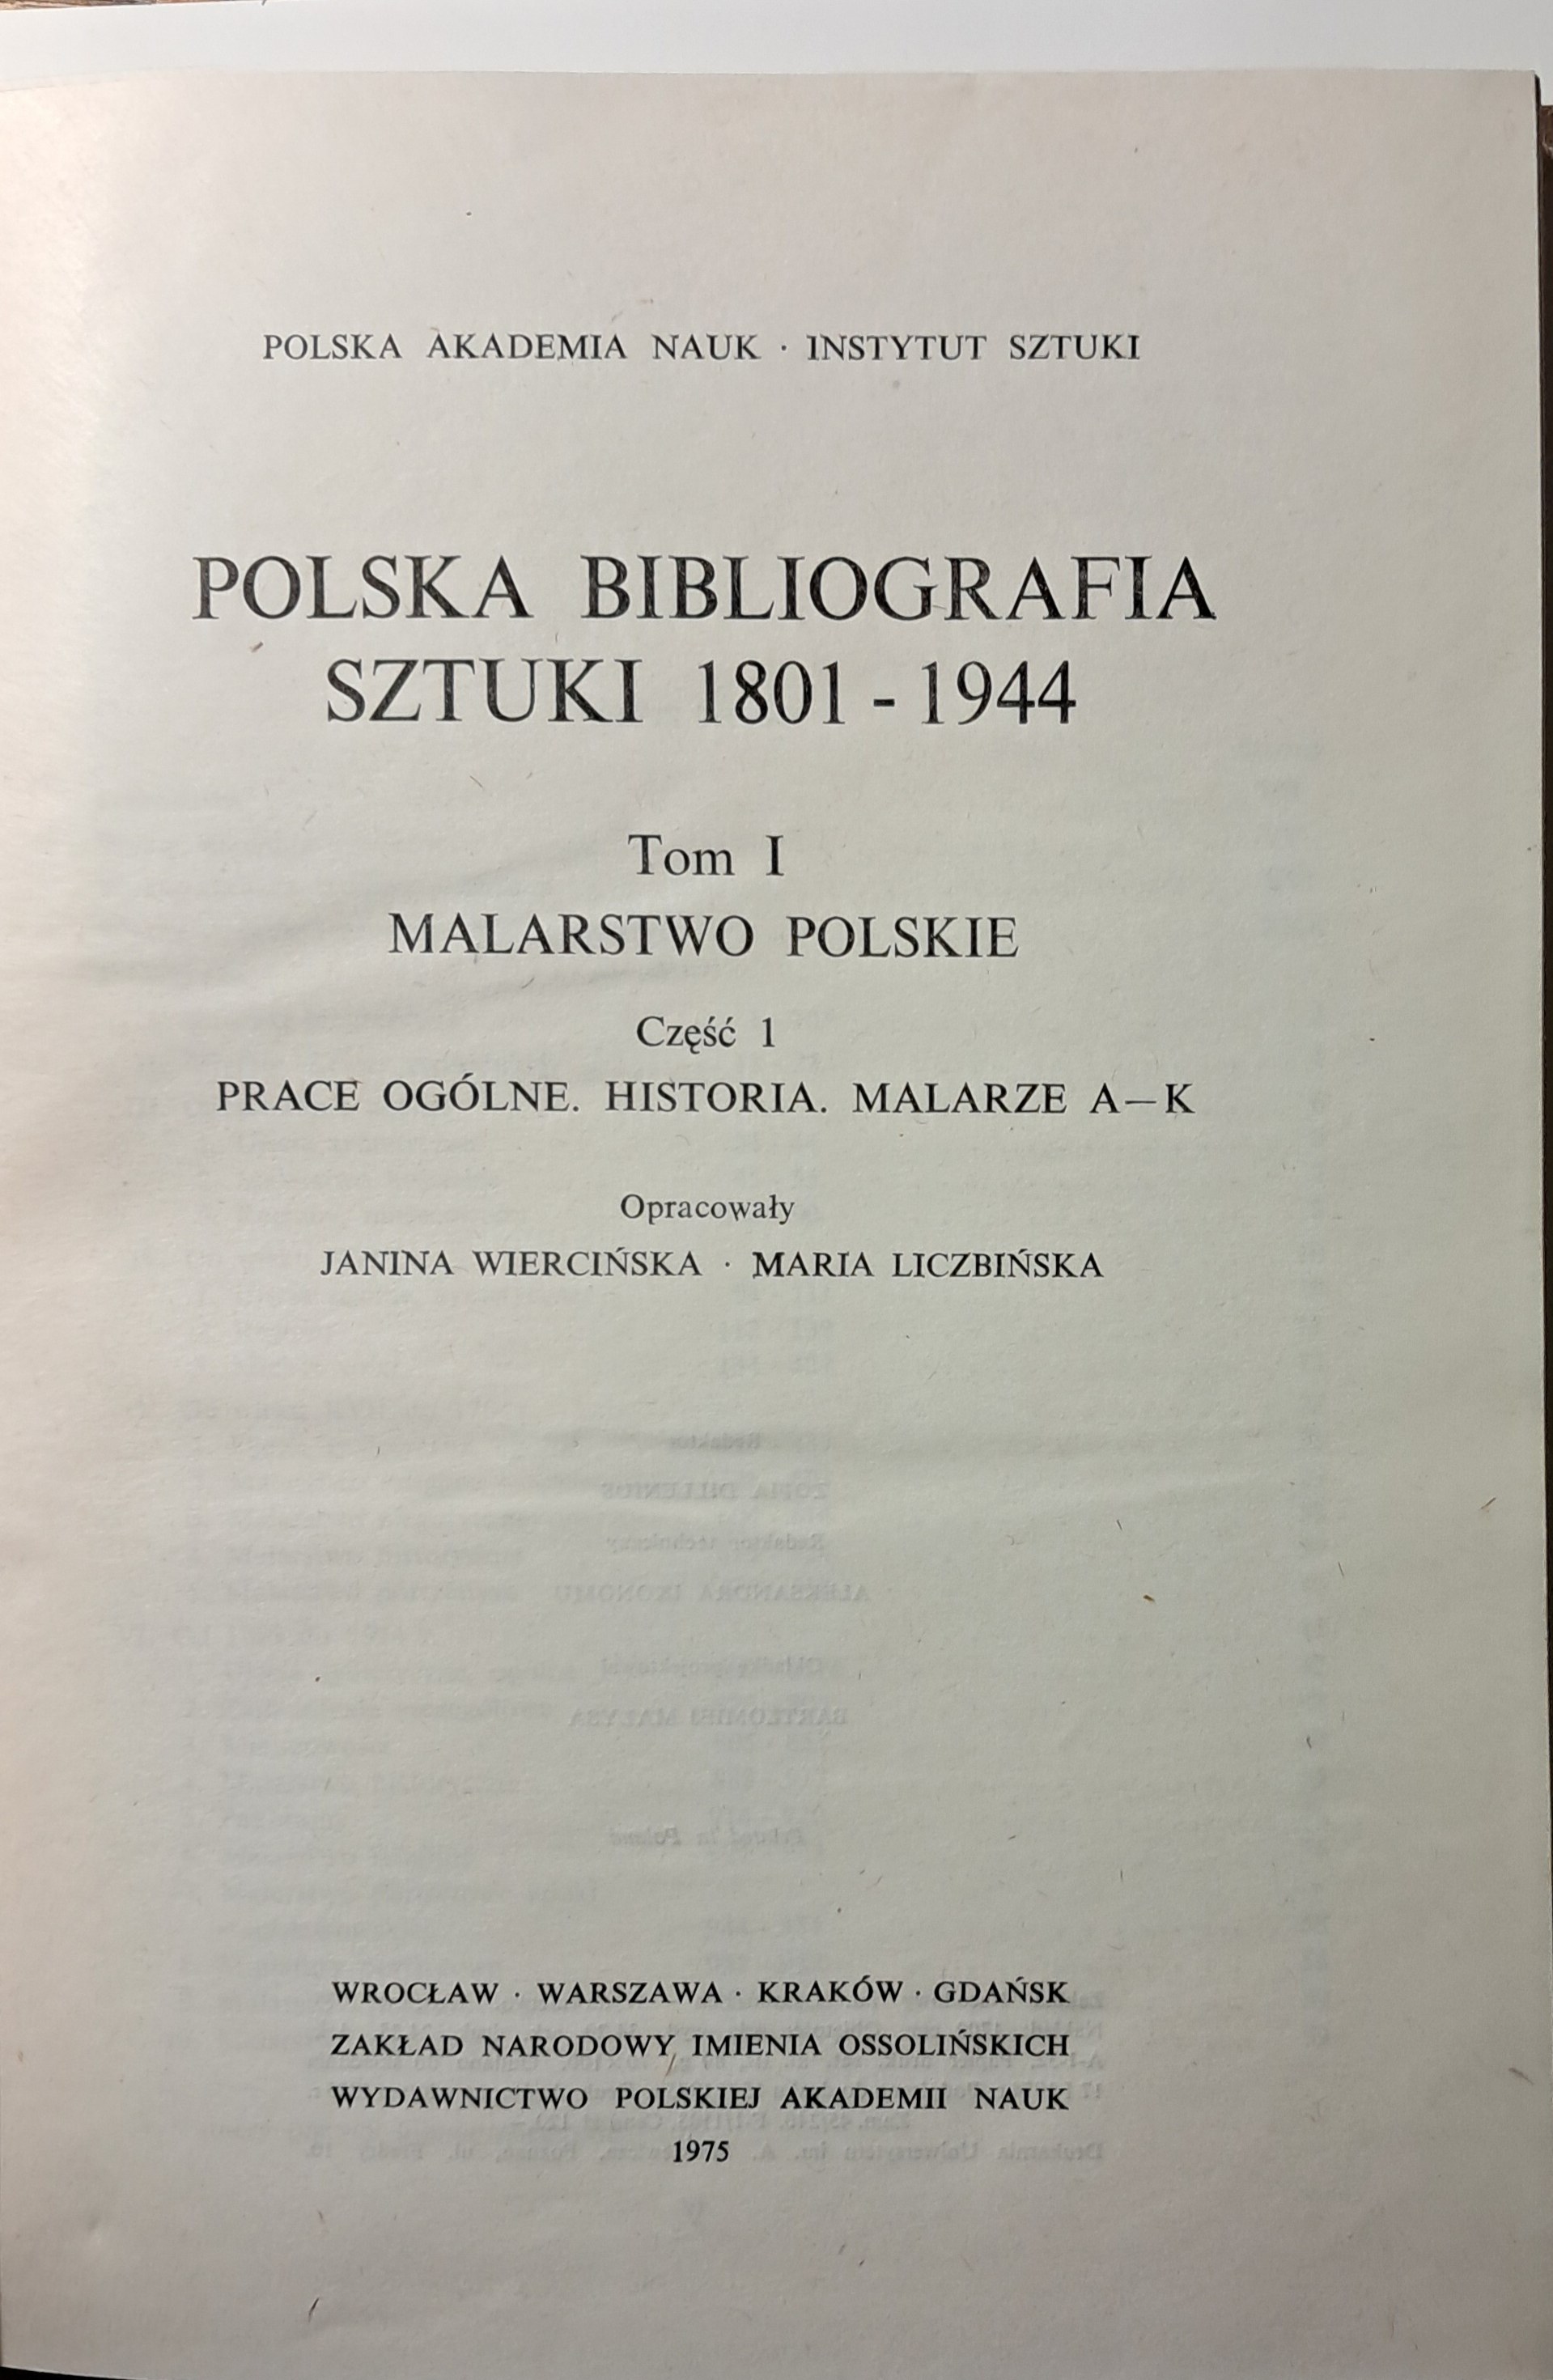 POLSKA AKADEMIA NAUK · INSTYTUT SZTUKI
POLSKA BIBLIOGRAFIA
SZTUKI 1801 - 1944
Tom I
MALARSTWO POLSKIE
Część 1
PRACE OGÓLNE. HISTORIA. MALARZE A—K
Opracowały
JANINA WIERCIŃSKA · MARIA LICZBIŃSKA
WROCŁAW · WARSZAWA · KRAKÓW · GDAŃSK
ZAKŁAD NARODOWY IMIENIA OSSOLIŃSKICH
WYDAWNICTWO POLSKIEJ AKADEMII NAUK
1975